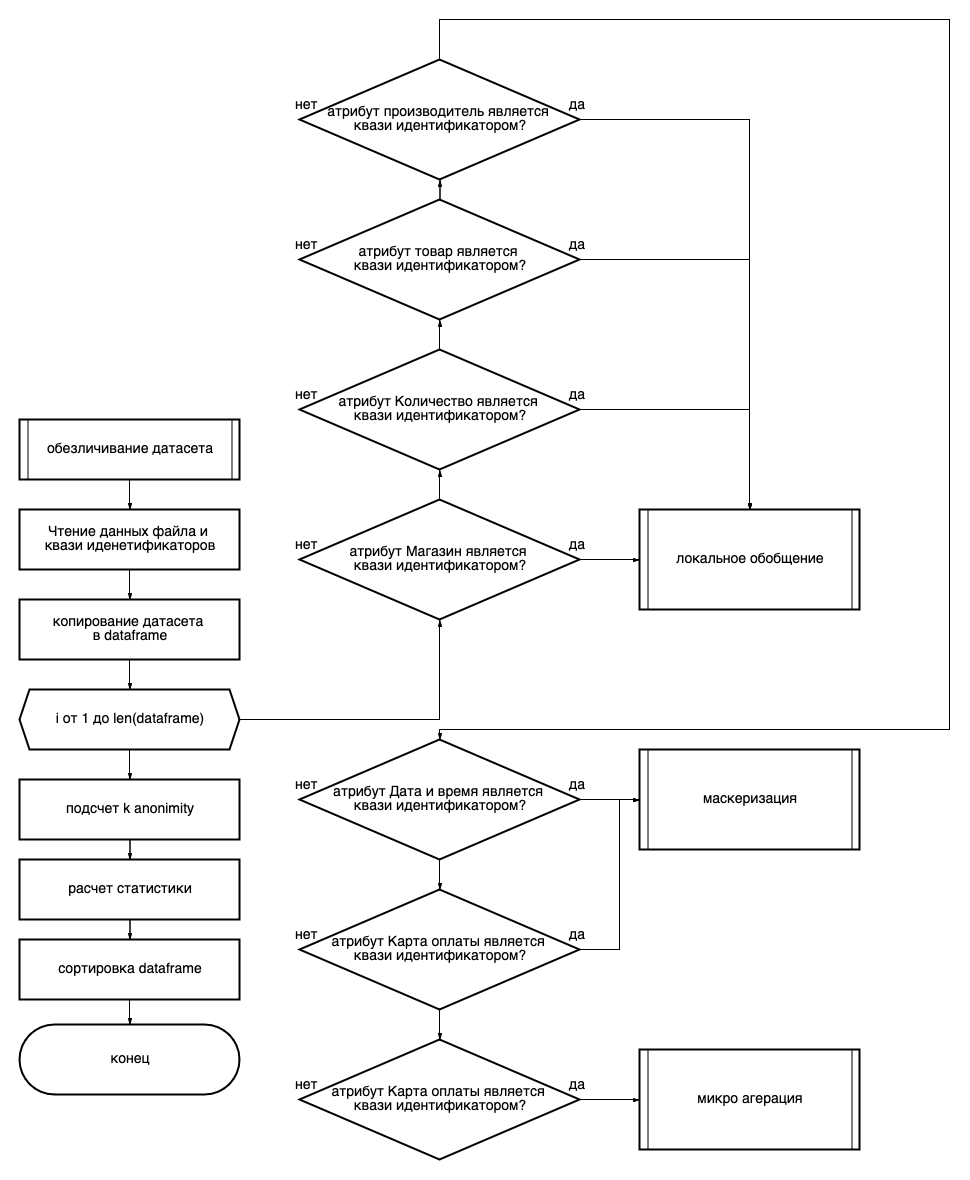 нет
атрибут производитель является
квази идентификатором?
да
нет
атрибут товар является
квази идентификатором?
да
нет
атрибут Количество является
квази идентификатором?
да
обезличивание датасета
Чтение данных файла и
квази иденетификаторов
нет
атрибут Магазин является
квази идентификатором?
да
локальное обобщение
копирование датасета
в dataframe
i от 1 до len(dataframe)
подсчет k anonimity
расчет статистики
сортировка dataframe
конец
нет
атрибут Дата и время является
квази идентификатором?
да
маскеризация
нет
атрибут Карта оплаты является
квази идентификатором?
да
нет
атрибут Карта оплаты является
квази идентификатором?
да
микро агерация